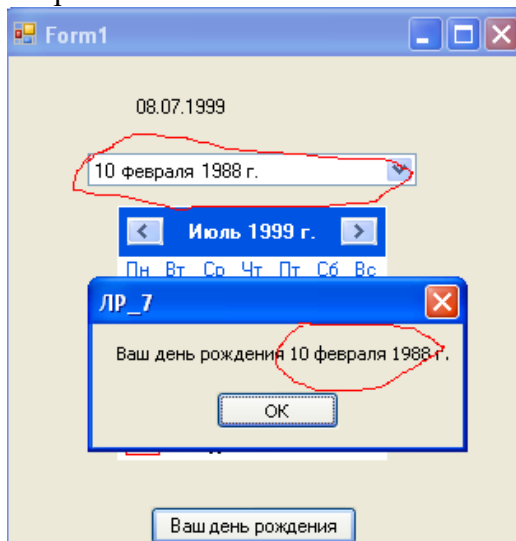 Form1
08.07.1999
10 февраля 1988 г.
Июль 1999 г.
Пн Вт Ср Чт Пт Сб Вс
ЛР_7
Ваш день рождения 10 февраля 1988 г.
ОК
Ваш день рождения